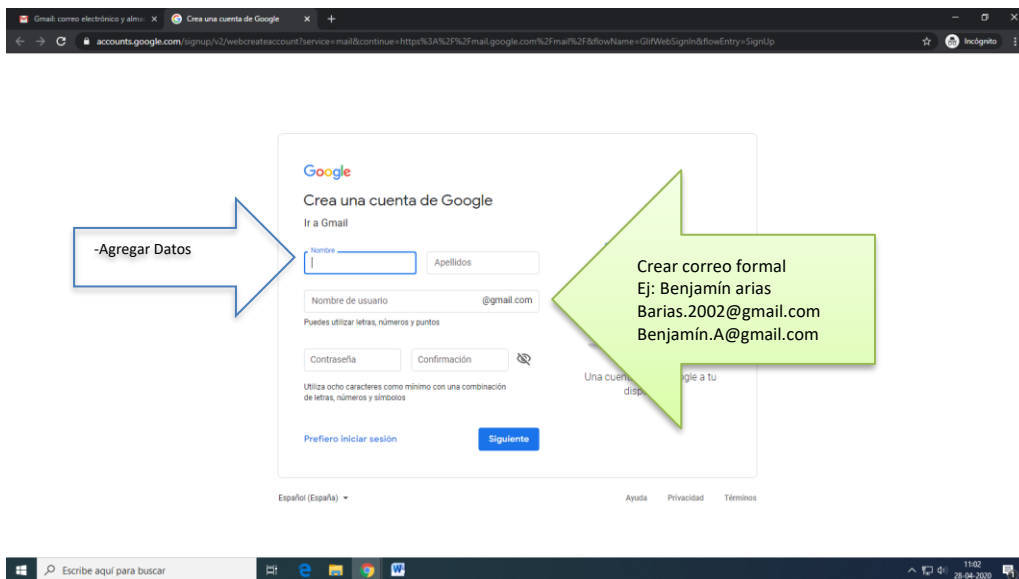 Gmail: correo electrónico y alma
Crea una cuenta de Google
accounts.google.com/signup/v2/webcreateaccount?service=mail&continue=https%3A%2F%2Fmail.google.com%2Fmail%2F&flowName=GlifWebSignIn&flowEntry=SignUp
Incógnito
Google
Crea una cuenta de Google
Ir a Gmail
-Agregar Datos
Nombre
Apellidos
Nombre de usuario @gmail.com
Puedes utilizar letras, números y puntos
Contraseña
Confirmación
Utiliza ocho caracteres como mínimo con una combinación
de letras, números y símbolos
Prefiero iniciar sesión
Siguiente
Crear correo formal
Ej: Benjamín arias
Barias.2002@gmail.com
Benjamín.A@gmail.com
Una
ogle a tu
Español (España)
Ayuda Privacidad Términos
Escribe aquí para buscar
11:02
28-04-2020